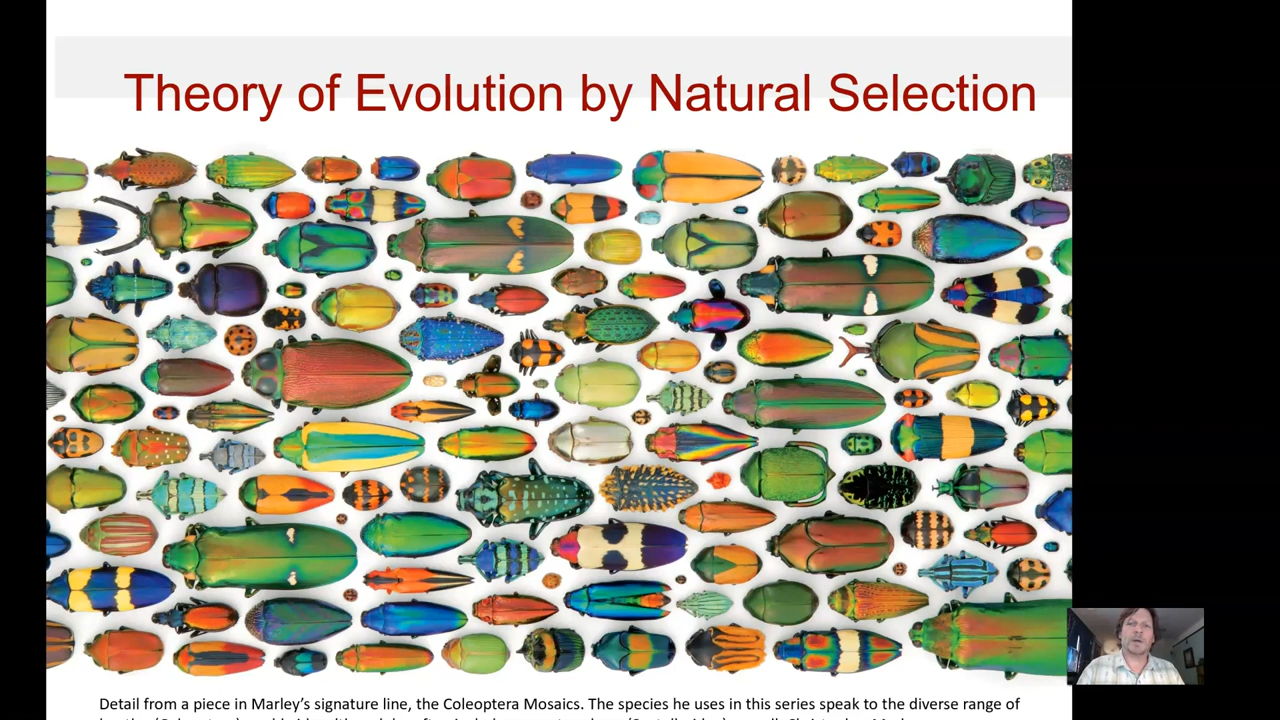 Theory of Evolution by Natural Selection
Detail from a piece in Marley’s signature line, the Coleoptera Mosaics. The species he uses in this series speak to the diverse range of